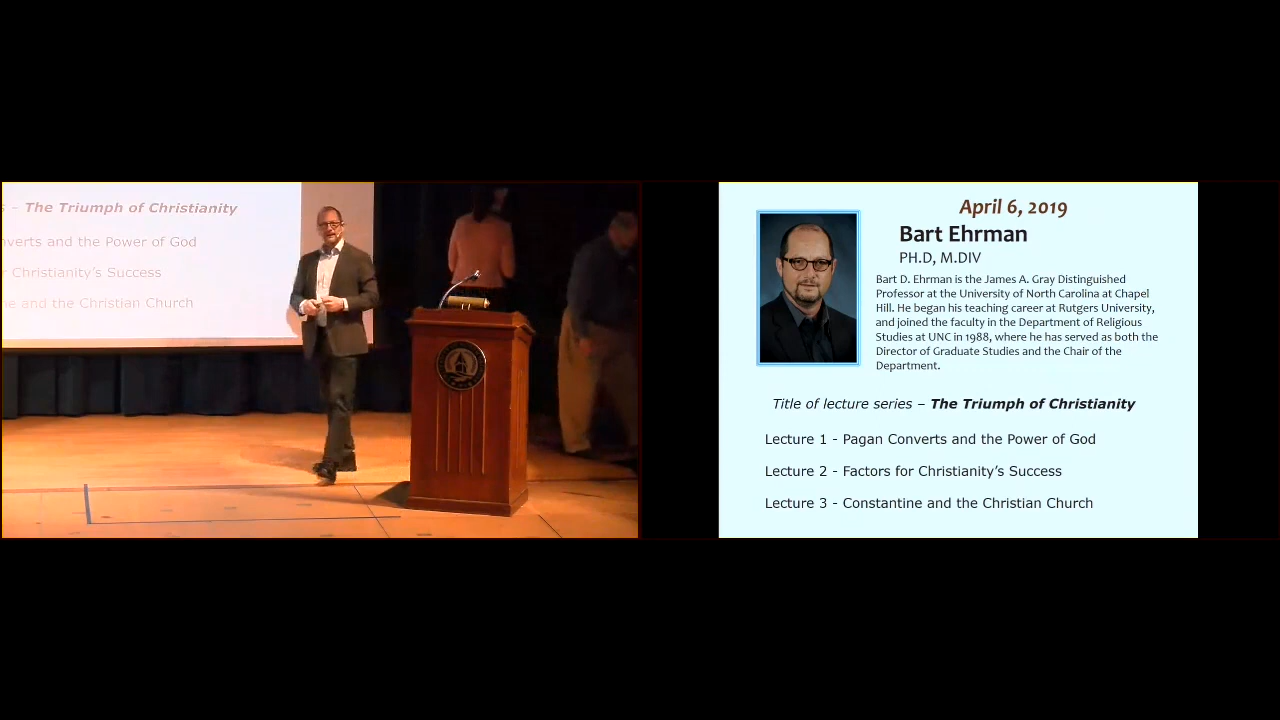 – The Triumph of Christianity
nverts and the Power of God
r Christianity's Success
ne and the Christian Church
April 6, 2019
Bart Ehrman
PH.D, M.DIV
Bart D. Ehrman is the James A. Gray Distinguished
Professor at the University of North Carolina at Chapel
Hill. He began his teaching career at Rutgers University,
and joined the faculty in the Department of Religious
Studies at UNC in 1988, where he has served as both the
Director of Graduate Studies and the Chair of the
Department.
Title of lecture series – The Triumph of Christianity
Lecture 1 - Pagan Converts and the Power of God
Lecture 2 - Factors for Christianity's Success
Lecture 3 - Constantine and the Christian Church